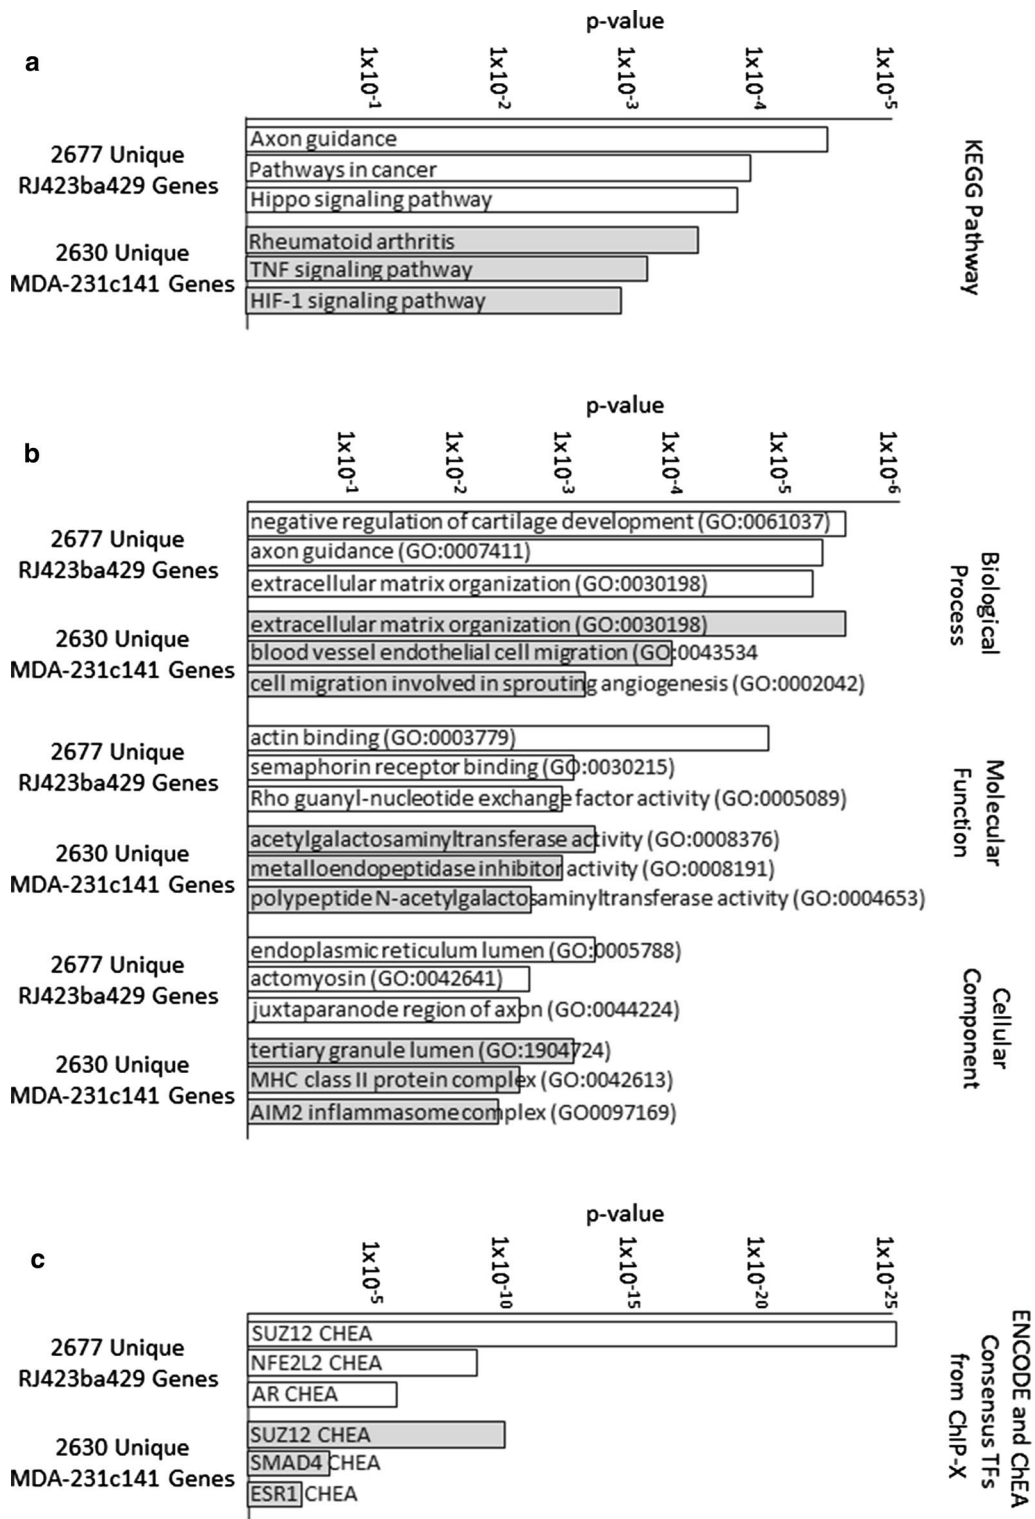 p-value
a
1x10-1
1x10-2
1x10-3
1x10-4
1x10-5
2677 Unique
RJ423ba429 Genes
Axon guidance
Pathways in cancer
Hippo signaling pathway
2630 Unique
MDA-231c141 Genes
Rheumatoid arthritis
TNF signaling pathway
HIF-1 signaling pathway
KEGG Pathway
p-value
b
1x10-1
1x10-2
1x10-3
1x10-4
1x10-5
1x10-6
2677 Unique
RJ423ba429 Genes
negative regulation of cartilage development (GO:0061037)
axon guidance (GO:0007411)
extracellular matrix organization (GO:0030198)
2630 Unique
MDA-231c141 Genes
extracellular matrix organization (GO:0030198)
blood vessel endothelial cell migration (GO:0043534
cell migration involved in sprouting angiogenesis (GO:0002042)
Biological
Process
2677 Unique
RJ423ba429 Genes
actin binding (GO:0003779)
semaphorin receptor binding (GO:0030215)
Rho guanyl-nucleotide exchange factor activity (GO:0005089)
2630 Unique
MDA-231c141 Genes
acetylgalactosaminyltransferase activity (GO:0008376)
metalloendopeptidase inhibitor activity (GO:0008191)
polypeptide N-acetylgalactosaminyltransferase activity (GO:0004653)
Molecular
Function
2677 Unique
RJ423ba429 Genes
endoplasmic reticulum lumen (GO:0005788)
actomyosin (GO:0042641)
juxtaparanode region of axon (GO:0044224)
2630 Unique
MDA-231c141 Genes
tertiary granule lumen (GO:1904724)
MHC class II protein complex (GO:0042613)
AIM2 inflammasome complex (GO0097169)
Cellular
Component
p-value
c
1x10-5
1x10-10
1x10-15
1x10-20
1x10-25
2677 Unique
RJ423ba429 Genes
SUZ12 CHEA
NFE2L2 CHEA
AR CHEA
2630 Unique
MDA-231c141 Genes
SUZ12 CHEA
SMAD4 CHEA
ESR1 CHEA
ENCODE and ChEA
Consensus TFs
from ChIP-X